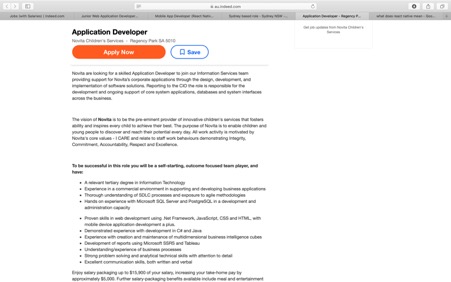 au.indeed.com
Jobs (with Salaries) | Indeed.com
Junior Web Application Developer...
Mobile App Developer (React Nativ...
Application Developer - Regency P...
what does react native mean - Goo...
Application Developer
Novita Children's Services - Regency Park SA 5010
Apply Now
Save
Get job updates from Novita Children's
Services
Novita are looking for a skilled Application Developer to join our Information Services team
providing support for Novita's corporate applications through the design, development, and
implementation of software solutions. Reporting to the CIO the role is responsible for the
development and ongoing support of core system applications, databases and system interfaces
across the business.
The vision of Novita is to be the pre-eminent provider of innovative children's services that fosters
ability and inspires every child to achieve their best. The purpose of Novita is to enable children and
young people to discover and reach their potential every day. All work activity is motivated by
Novita's core values - I CARE and relate to staff work behaviours demonstrating Integrity,
Commitment, Accountability, Respect and Excellence.
To be successful in this role you will be a self-starting, outcome focused team player, and
have:
• A relevant tertiary degree in Information Technology
• Experience in a commercial environment in supporting and developing business applications
• Thorough understanding of SDLC processes and exposure to agile methodologies
• Hands on experience with Microsoft SQL Server and PostgreSQL in a development and
administration capacity
• Proven skills in web development using .Net Framework, JavaScript, CSS and HTML, with
mobile device application development a plus.
• Demonstrated experience with development in C# and Java
• Experience with creation and maintenance of multidimensional business intelligence cubes
• Development of reports using Microsoft SSRS and Tableau
• Understanding/experience of business processes
• Strong problem solving and analytical technical skills with attention to detail
• Excellent communication skills, both written and verbal
Enjoy salary packaging up to $15,900 of your salary, increasing your take-home pay by
approximately $5,000. Further salary-packaging benefits available include meal and entertainment